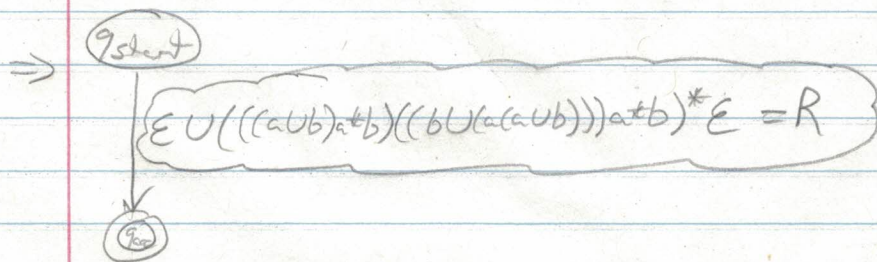 qstart
⇒
ε∪(((a∪b)a*b)((b∪(a(a∪b)))a*b)*ε = R
qacc